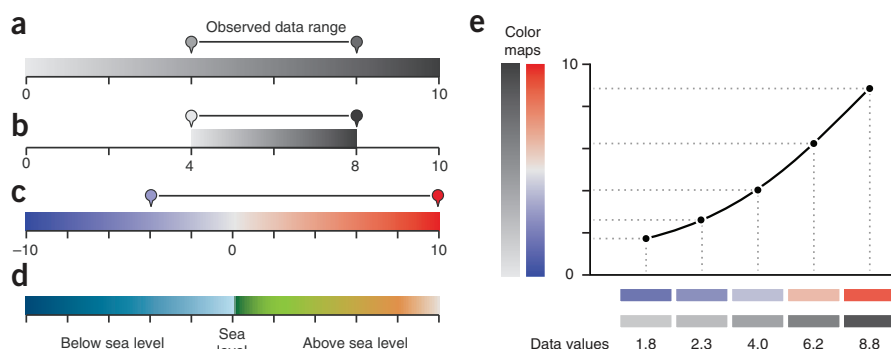 a
Observed data range
0
10
b
0
4
8
10
c
−10
0
10
d
Below sea level
Sea
level
Above sea level
e
Color
maps
10
0
Data values
1.8
2.3
4.0
6.2
8.8